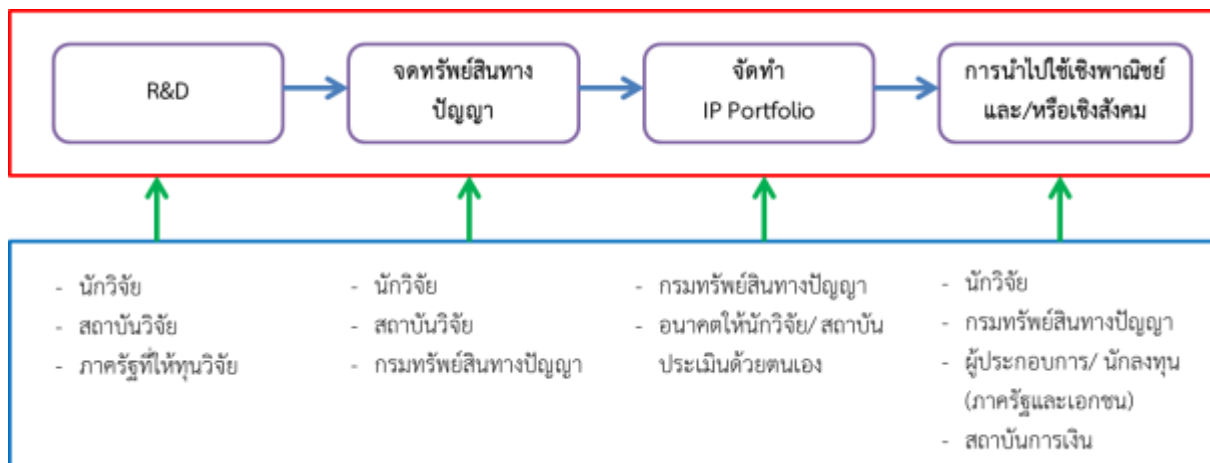 R&D
จดทรัพย์สินทาง
ปัญญา
จัดทำ
IP Portfolio
การนำไปใช้เชิงพาณิชย์
และ/หรือเชิงสังคม
- นักวิจัย
- สถาบันวิจัย
- ภาครัฐที่ให้ทุนวิจัย
- นักวิจัย
- สถาบันวิจัย
- กรมทรัพย์สินทางปัญญา
- กรมทรัพย์สินทางปัญญา
- อนาคตให้นักวิจัย/ สถาบัน
ประเมินด้วยตนเอง
- นักวิจัย
- กรมทรัพย์สินทางปัญญา
- ผู้ประกอบการ/ นักลงทุน
(ภาครัฐและเอกชน)
- สถาบันการเงิน